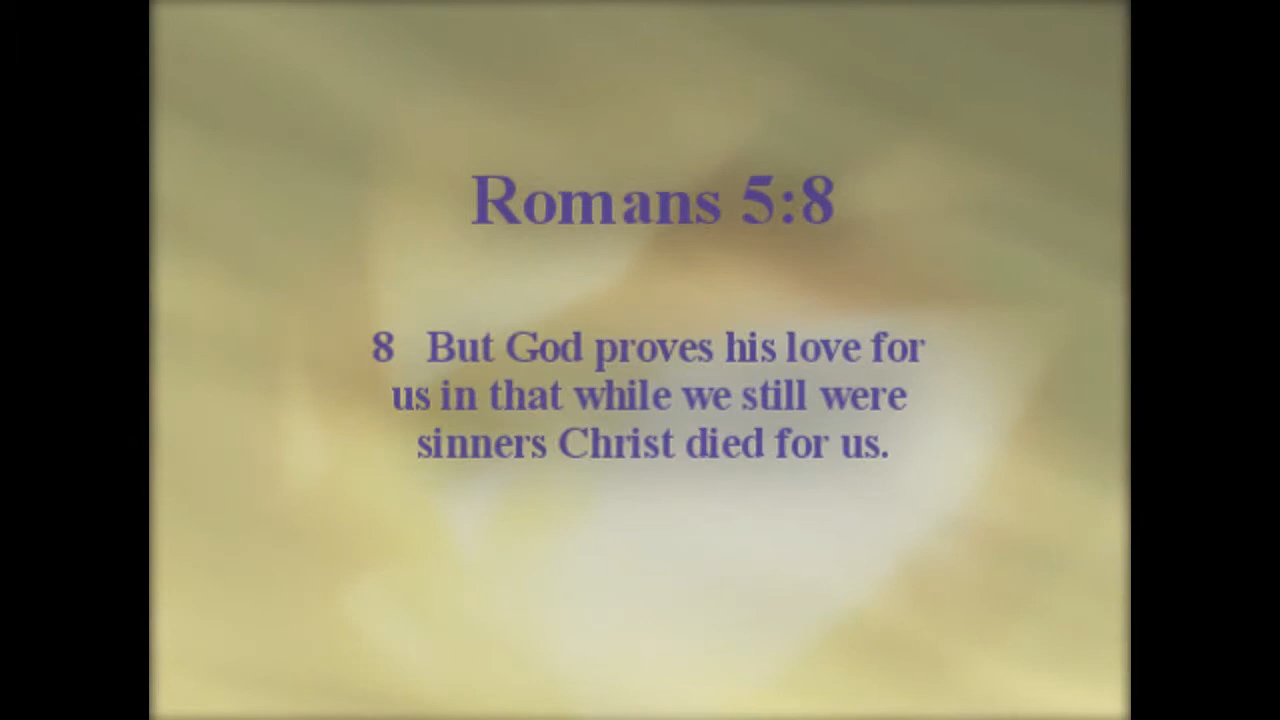 Romans 5:8
8 But God proves his love for
us in that while we still were
sinners Christ died for us.